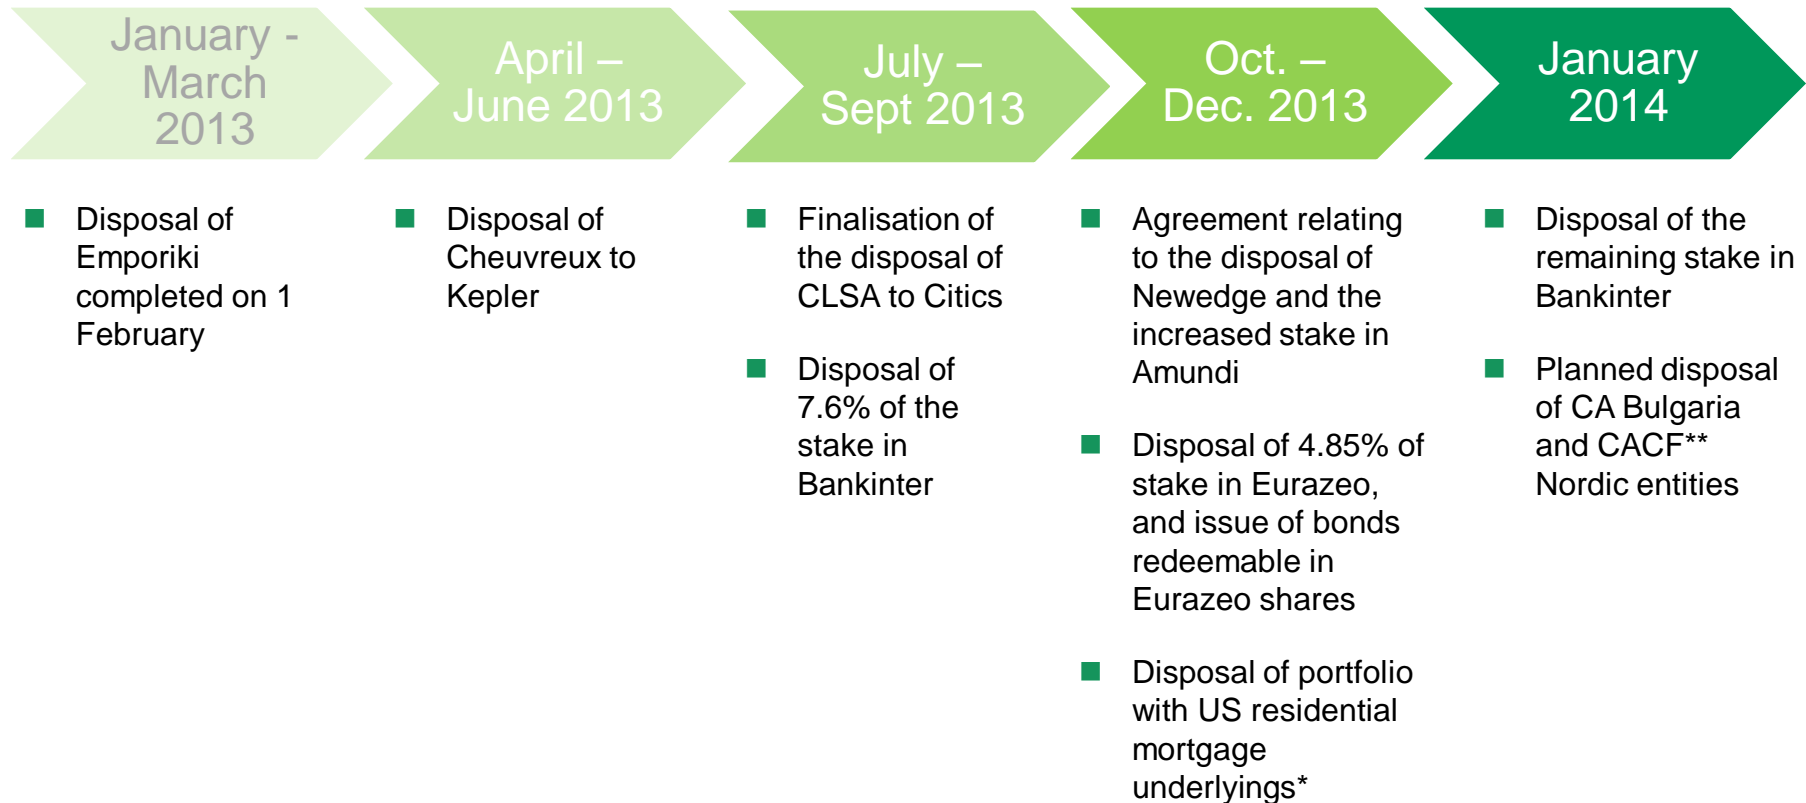 January -
March
2013
April –
June 2013
July –
Sept 2013
Oct. –
Dec. 2013
January
2014
Disposal of
Emporiki
completed on 1
February
Disposal of
Cheuvreux to
Kepler
Finalisation of
the disposal of
CLSA to Citics
Disposal of
7.6% of the
stake in
Bankinter
Agreement relating
to the disposal of
Newedge and the
increased stake in
Amundi
Disposal of 4.85% of
stake in Eurazeo,
and issue of bonds
redeemable in
Eurazeo shares
Disposal of portfolio
with US residential
mortgage
underlyings*
Disposal of the
remaining stake in
Bankinter
Planned disposal
of CA Bulgaria
and CACF**
Nordic entities